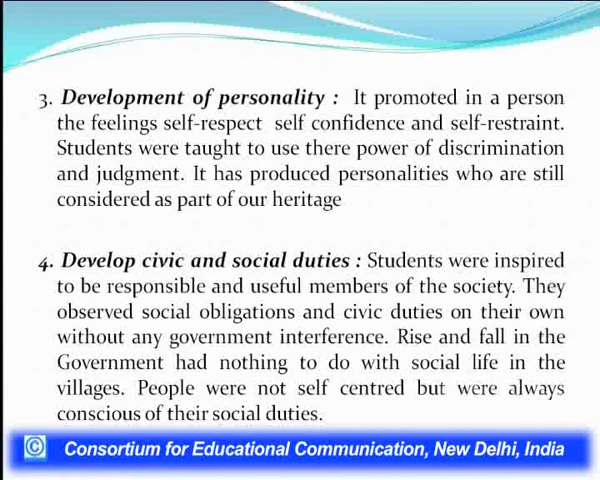 3. Development of personality : It promoted in a person
the feelings self-respect self confidence and self-restraint.
Students were taught to use there power of discrimination
and judgment. It has produced personalities who are still
considered as part of our heritage
4. Develop civic and social duties : Students were inspired
to be responsible and useful members of the society. They
observed social obligations and civic duties on their own
without any government interference. Rise and fall in the
Government had nothing to do with social life in the
villages. People were not self centred but were always
conscious of their social duties.
© Consortium for Educational Communication, New Delhi, India